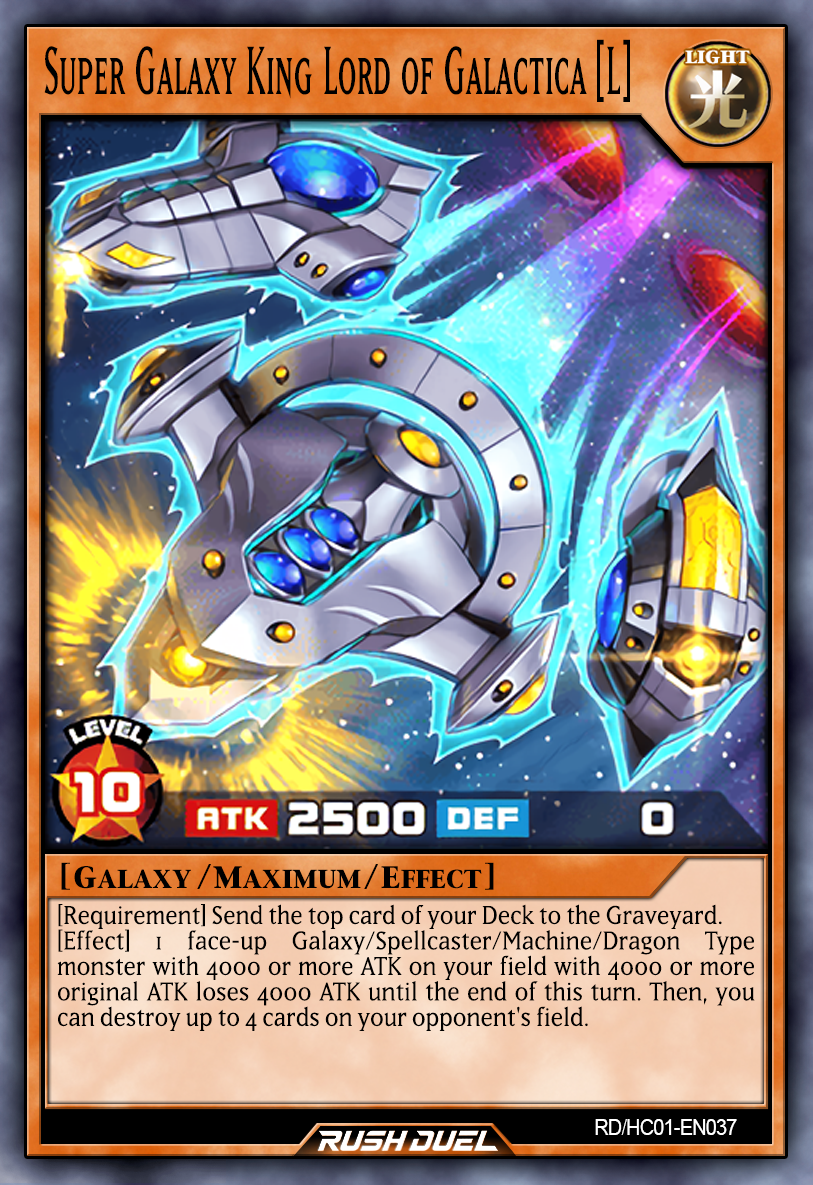 Super Galaxy King Lord of Galactica [L]
LIGHT
光
LEVEL
10
ATK 2500 DEF 0
[Galaxy/Maximum/Effect]
[Requirement] Send the top card of your Deck to the Graveyard.
[Effect] 1 face-up Galaxy/Spellcaster/Machine/Dragon Type
monster with 4000 or more ATK on your field with 4000 or more
original ATK loses 4000 ATK until the end of this turn. Then, you
can destroy up to 4 cards on your opponent's field.
RD/HC01-EN037
RUSH DUEL